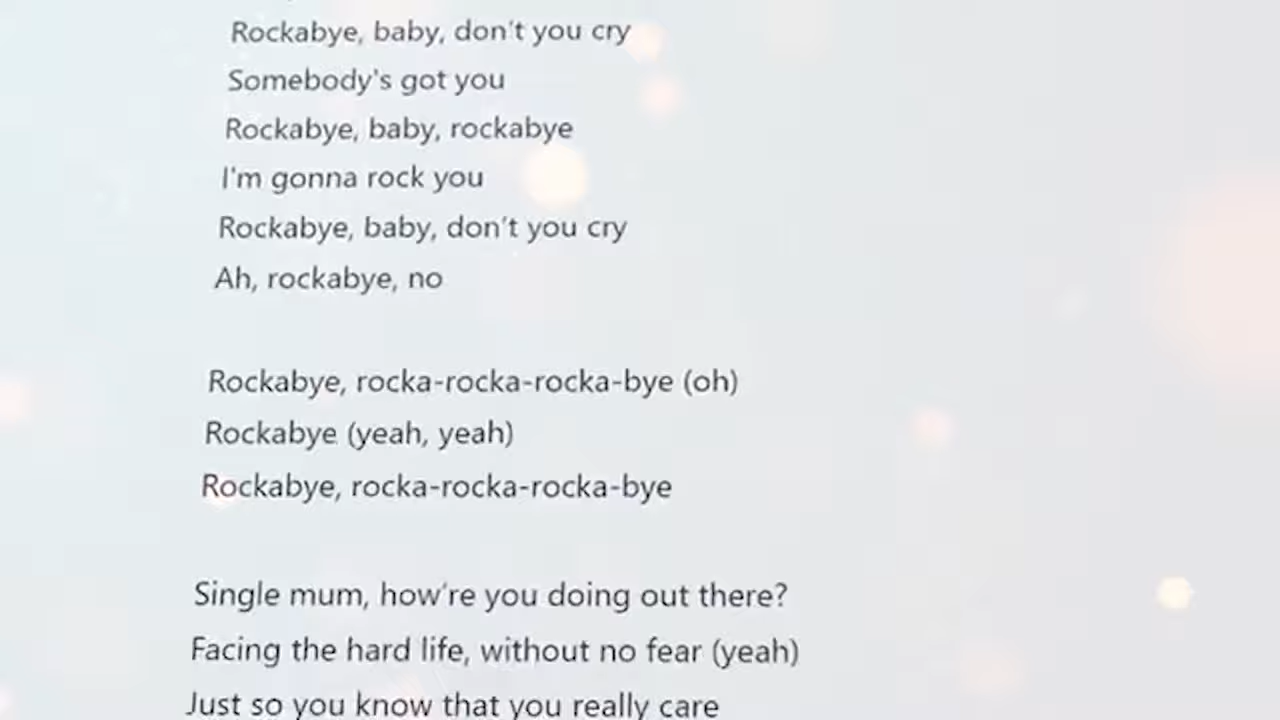 Rockabye, baby, don't you cry
Somebody's got you
Rockabye, baby, rockabye
I'm gonna rock you
Rockabye, baby, don't you cry
Ah, rockabye, no
Rockabye, rocka-rocka-rocka-bye (oh)
Rockabye (yeah, yeah)
Rockabye, rocka-rocka-rocka-bye
Single mum, how're you doing out there?
Facing the hard life, without no fear (yeah)
Just so you know that you really care